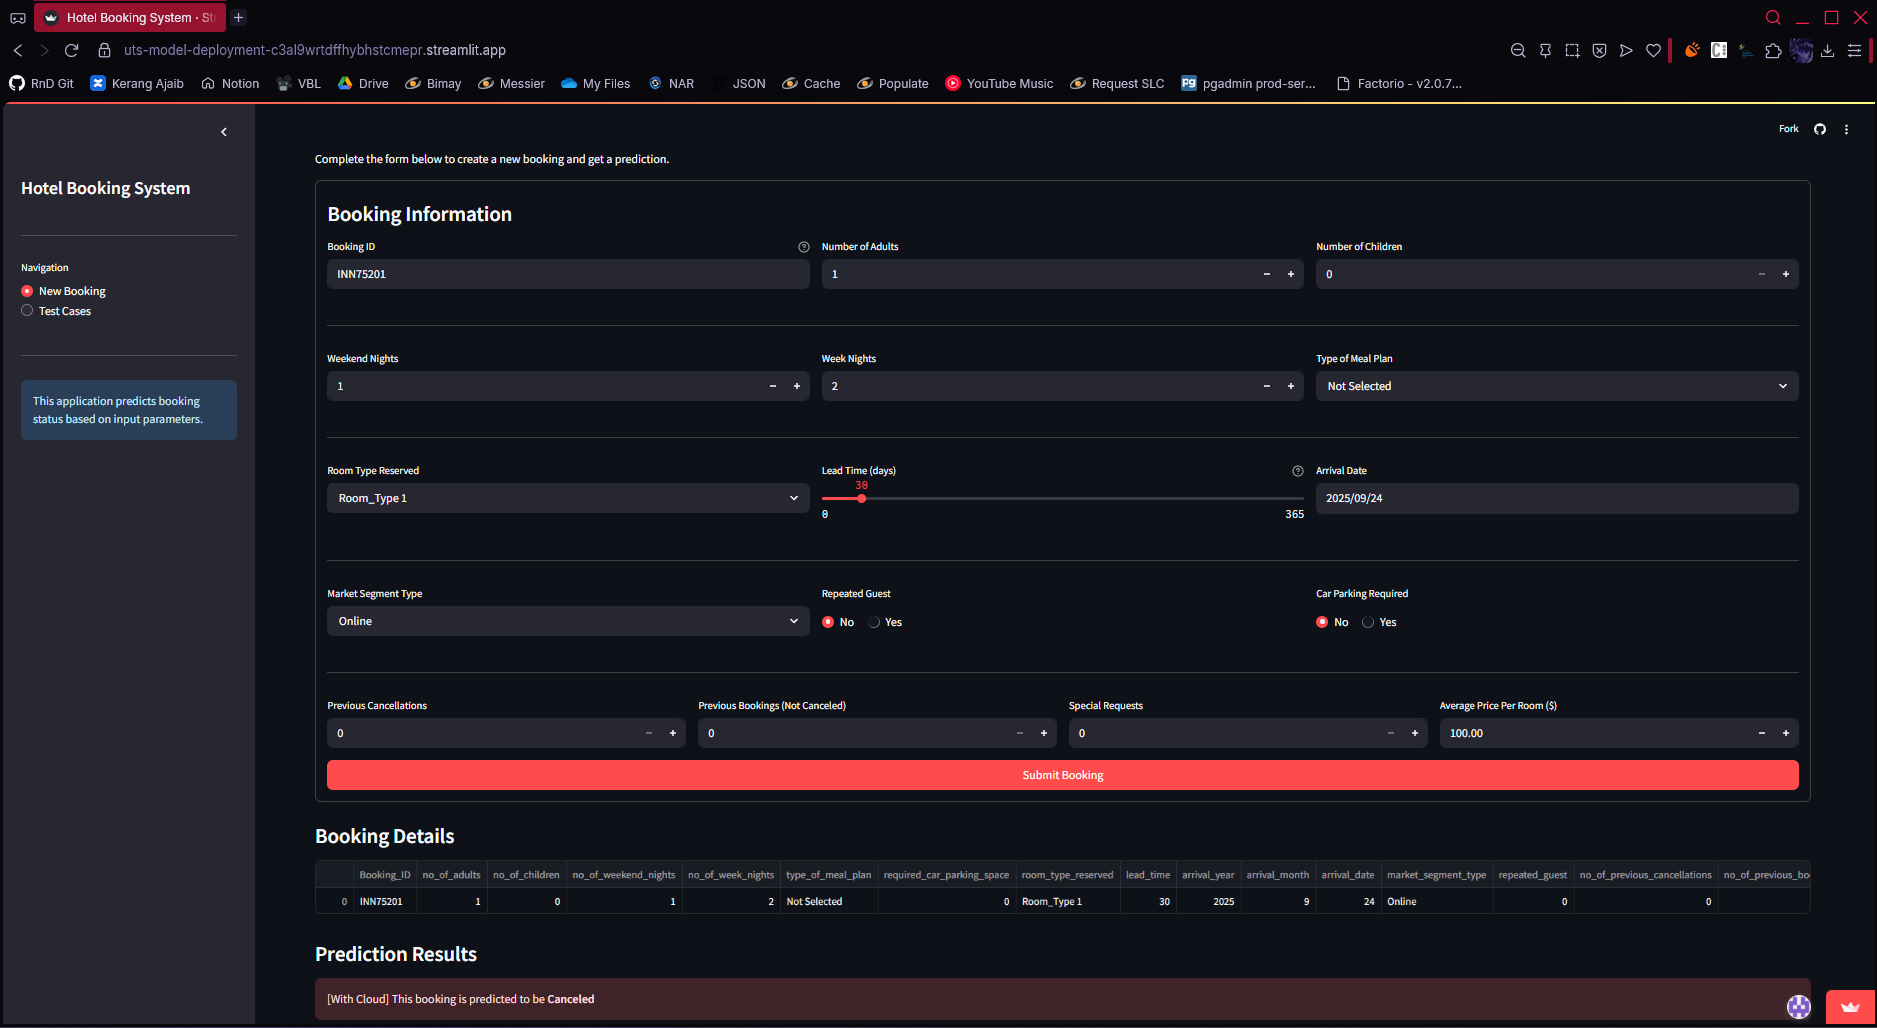 Hotel Booking System · St
uts-model-deployment-c3al9wrtdffhybhstcmepr.streamlit.app
RnD Git
Kerang Ajaib
Notion
VBL
Drive
Bimay
Messier
My Files
NAR
JSON
Cache
Populate
YouTube Music
Request SLC
pgadmin prod-ser...
Factorio - v2.0.7...
Fork
Hotel Booking System
Navigation
New Booking
Test Cases
This application predicts booking
status based on input parameters.
Complete the form below to create a new booking and get a prediction.
Booking Information
Booking ID
Number of Adults
Number of Children
INN75201
1
0
Weekend Nights
Week Nights
Type of Meal Plan
1
2
Not Selected
Room Type Reserved
Lead Time (days)
Arrival Date
30
Room_Type 1
2025/09/24
0
365
Market Segment Type
Repeated Guest
Car Parking Required
Online
No
Yes
No
Yes
Previous Cancellations
Previous Bookings (Not Canceled)
Special Requests
Average Price Per Room ($)
0
0
0
100.00
Submit Booking
Booking Details
Booking_ID no_of_adults no_of_children no_of_weekend_nights no_of_week_nights type_of_meal_plan required_car_parking_space room_type_reserved lead_time arrival_year arrival_month arrival_date market_segment_type repeated_guest no_of_previous_cancellations no_of_previous_bo
0 INN75201 1 0 1 2 Not Selected 0 Room_Type 1 30 2025 9 24 Online 0 0
Prediction Results
[With Cloud] This booking is predicted to be Canceled